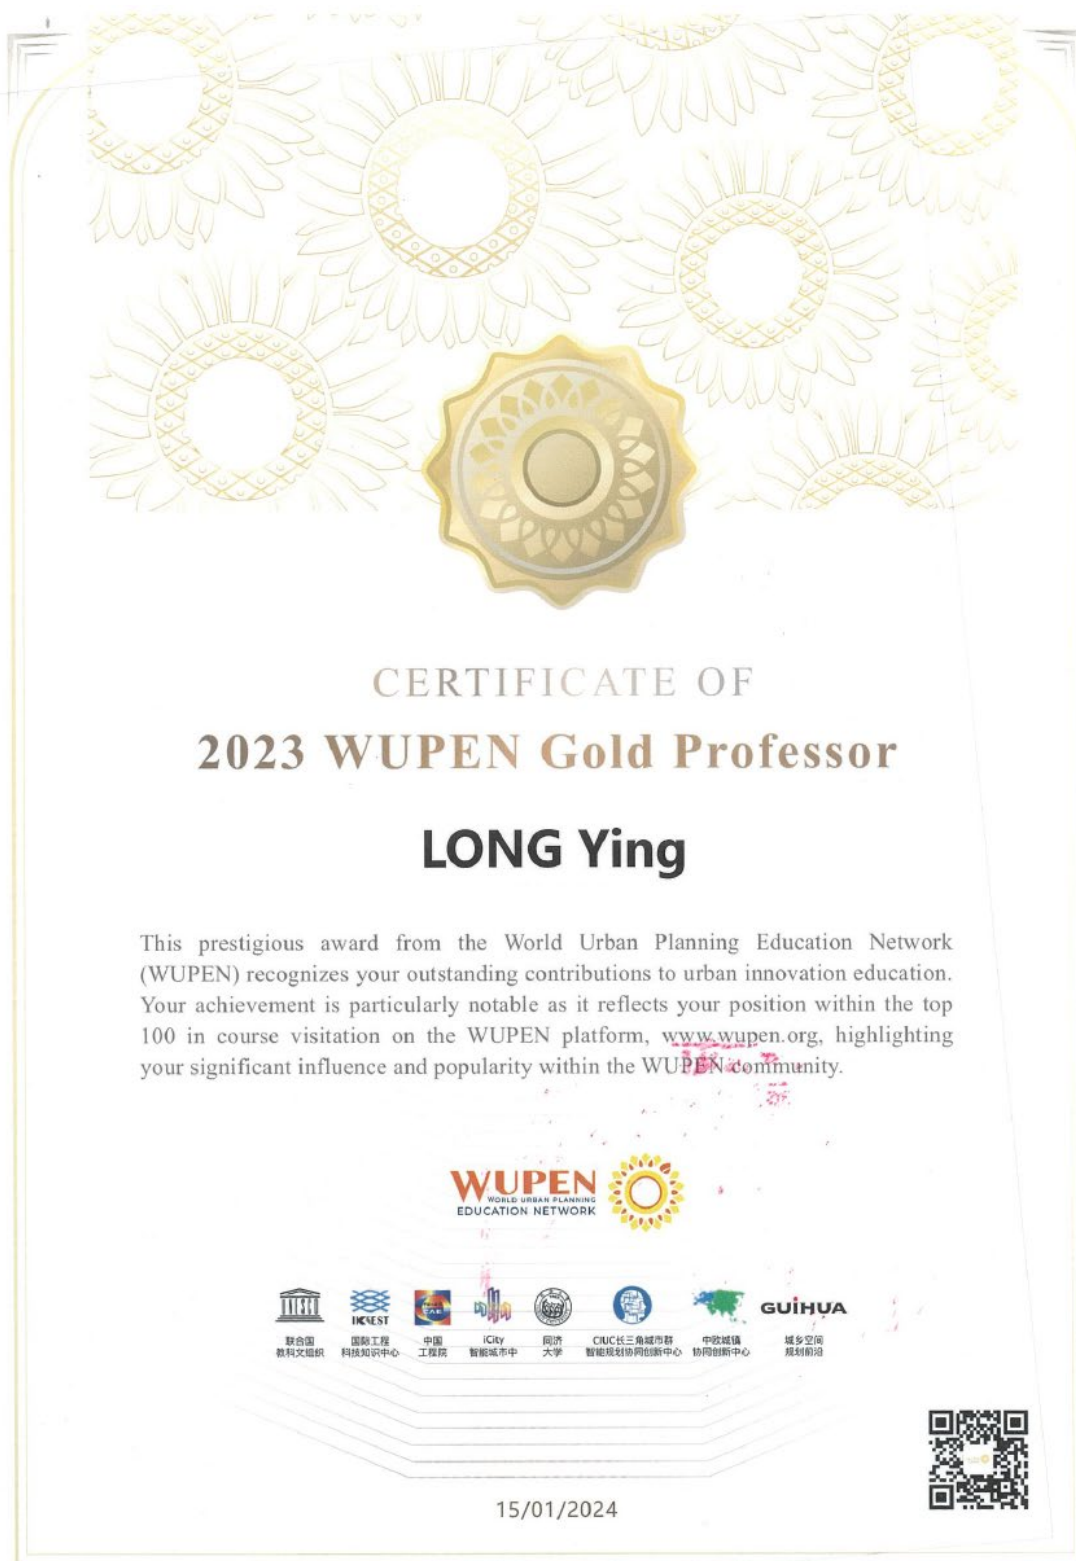 CERTIFICATE OF
2023 WUPEN Gold Professor
LONG Ying
This prestigious award from the World Urban Planning Education Network
(WUPEN) recognizes your outstanding contributions to urban innovation education.
Your achievement is particularly notable as it reflects your position within the top
100 in course visitation on the WUPEN platform, www.wupen.org, highlighting
your significant influence and popularity within the WUPEN community.
WUPEN
WORLD URBAN PLANNING
EDUCATION NETWORK
UNESCO
IKCEST
CAE
GUIHUA
联合国
教科文组织
国际工程
科技知识中心
中国
工程院
iCity
智能城市中
同济
大学
CIUC长三角城市群
智能规划协同创新中心
中欧城镇
协同创新中心
城乡空间
规划前沿
15/01/2024